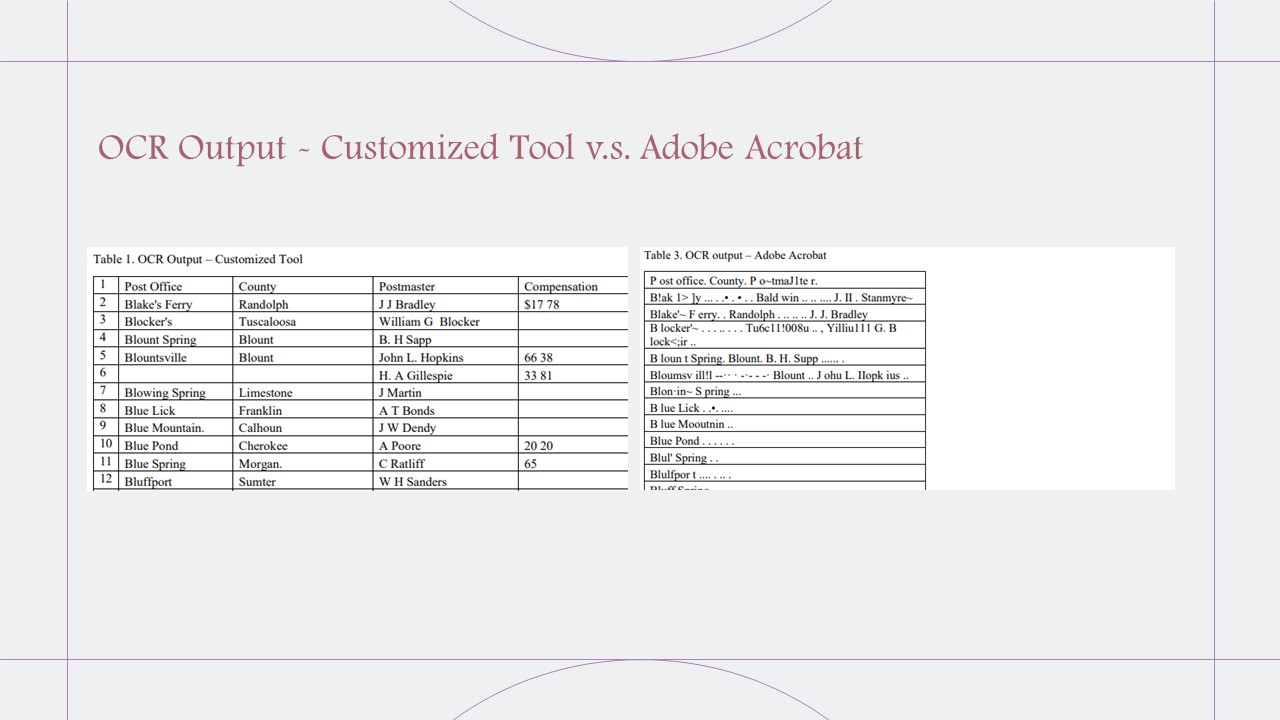 OCR Output - Customized Tool v.s. Adobe Acrobat
Table 1. OCR Output – Customized Tool
1 Post Office County Postmaster Compensation
2 Blake's Ferry Randolph J J Bradley $17 78
3 Blocker's Tuscaloosa William G Blocker
4 Blount Spring Blount B. H Sapp
5 Blountsville Blount John L. Hopkins 66 38
6 H. A Gillespie 33 81
7 Blowing Spring Limestone J Martin
8 Blue Lick Franklin A T Bonds
9 Blue Mountain. Calhoun J W Dendy
10 Blue Pond Cherokee A Poore 20 20
11 Blue Spring Morgan. C Ratliff 65
12 Bluffport Sumter W H Sanders
Table 3. OCR output – Adobe Acrobat
P ost office. County. P o~tmaJ1te r.
B!ak 1> ]y ... . .• . • . . Bald win .. .. .... J. II . Stanmyre~
Blake'~ F erry. . Randolph . .. .. .. J. J. Bradley
B locker'~ . . . . .. . . . Tu6c11!008u .. , Yilliu111 G. B
lock<;ir ..
B loun t Spring. Blount. B. H. Supp ...... .
Bloumsv ill!l --·· · -·- - -· Blount .. J ohu L. IIopk ius ..
Blon·in~ S pring ...
B lue Lick . .•. ....
B lue Mooutnin ..
Blue Pond . . . . . .
Blul' Spring . .
Blulfpor t .... . .. .